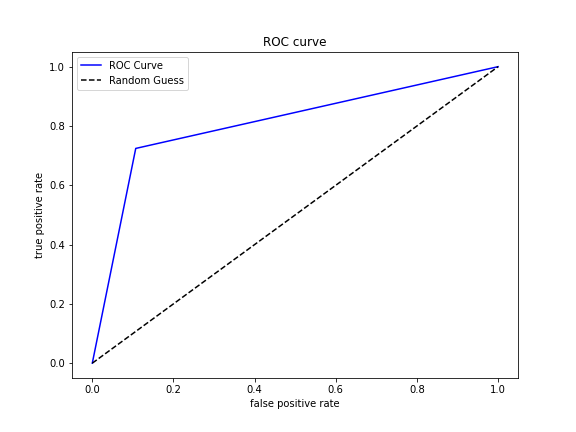 ROC curve
ROC Curve
Random Guess
1.0
0.8
0.6
0.4
0.2
0.0
true positive rate
0.0 0.2 0.4 0.6 0.8 1.0
false positive rate